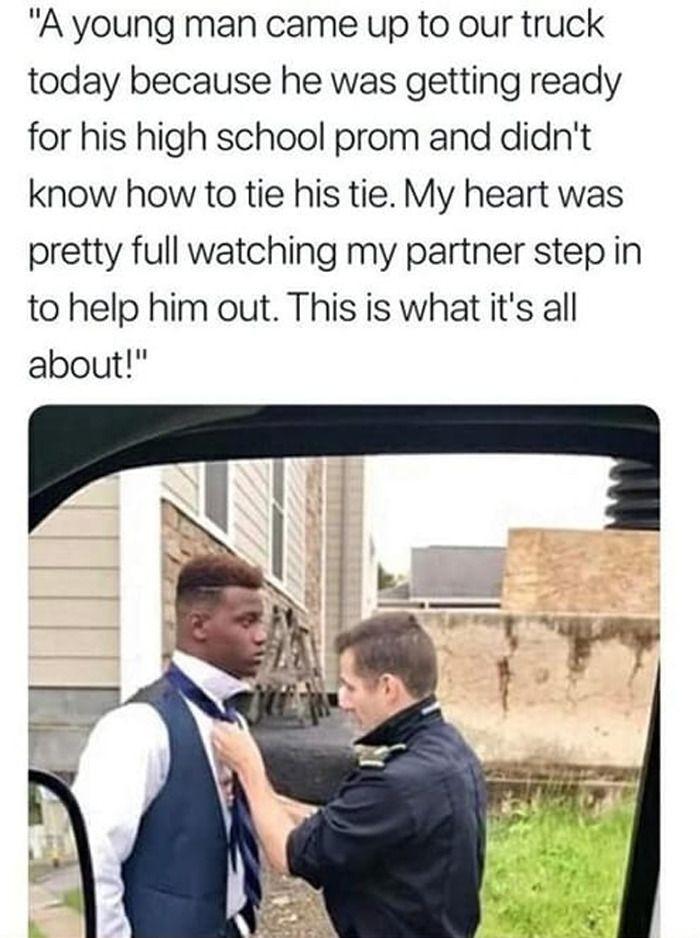 "A young man came up to our truck
today because he was getting ready
for his high school prom and didn't
know how to tie his tie. My heart was
pretty full watching my partner step in
to help him out. This is what it's all
about!"